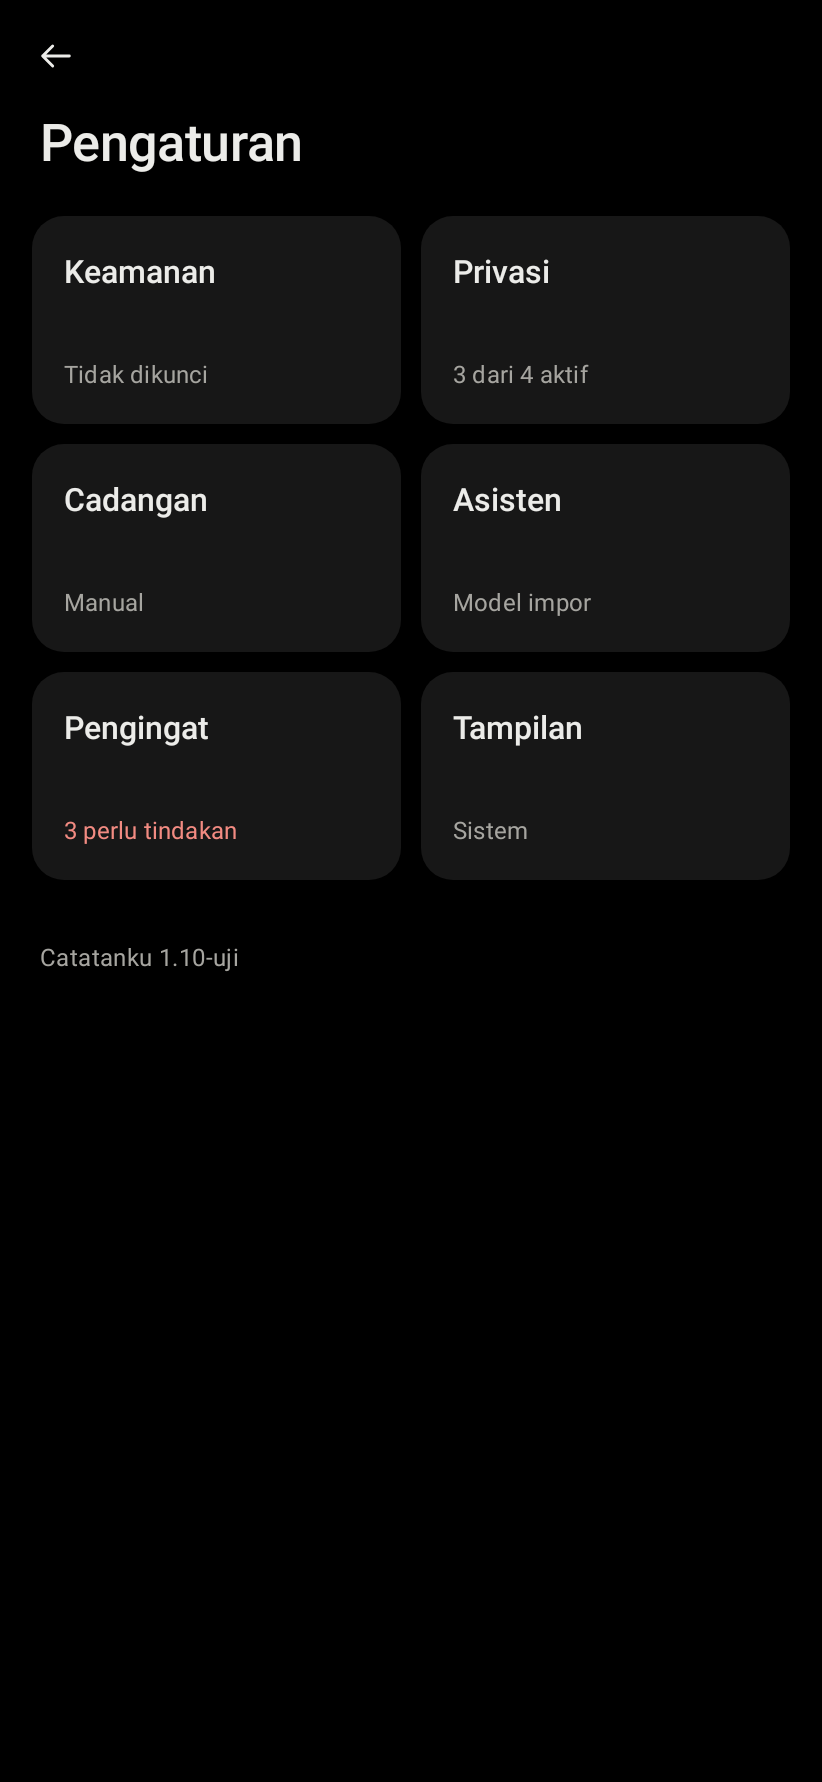 Pengaturan
Keamanan
Tidak dikunci
Privasi
3 dari 4 aktif
Cadangan
Manual
Asisten
Model impor
Pengingat
3 perlu tindakan
Tampilan
Sistem
Catatanku 1.10-uji